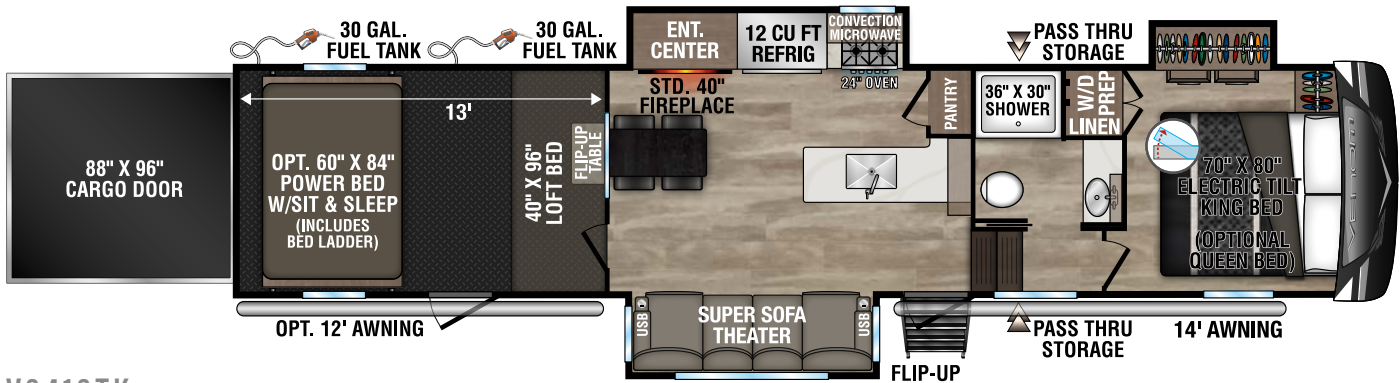 30 GAL.
FUEL TANK
30 GAL.
FUEL TANK
ENT.
CENTER
12 CU FT
REFRIG
CONVECTION
MICROWAVE
24" OVEN
STD. 40"
FIREPLACE
PANTRY
PASS THRU
STORAGE
36" X 30"
SHOWER
W/D
PREP
LINEN
88" X 96"
CARGO DOOR
13'
OPT. 60" X 84"
POWER BED
W/SIT & SLEEP
(INCLUDES
BED LADDER)
40" X 96"
LOFT BED
FLIP-UP
TABLE
70" X 80"
ELECTRIC TILT
KING BED
(OPTIONAL
QUEEN BED)
OPT. 12' AWNING
USB
SUPER SOFA
THEATER
USB
FLIP-UP
PASS THRU
STORAGE
14' AWNING